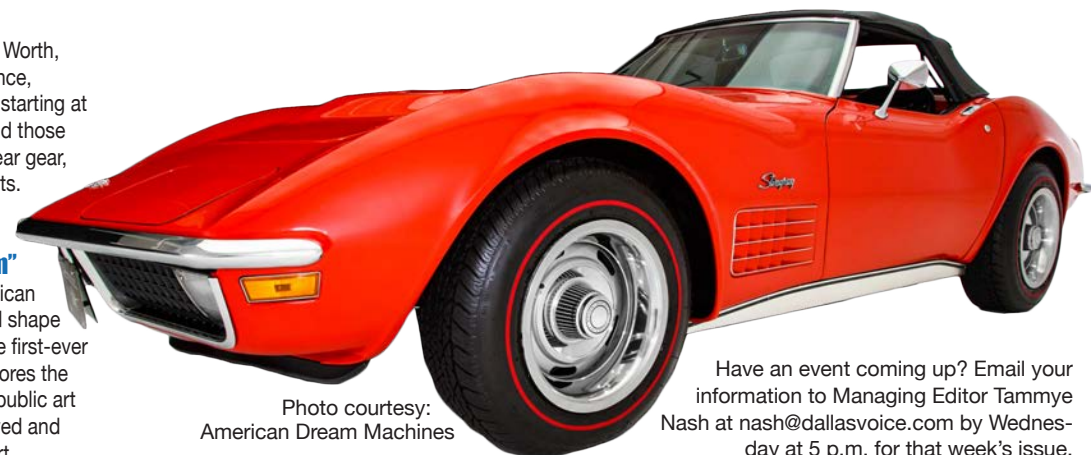 Worth,
nce,
starting at
d those
ear gear,
ts.
n"
ican
d shape
e first-ever
ores the
public art
ed and
Stingray
Photo courtesy:
American Dream Machines
Have an event coming up? Email your
information to Managing Editor Tammye
Nash at nash@dallasvoice.com by Wednes-
day at 5 p.m. for that week's issue.